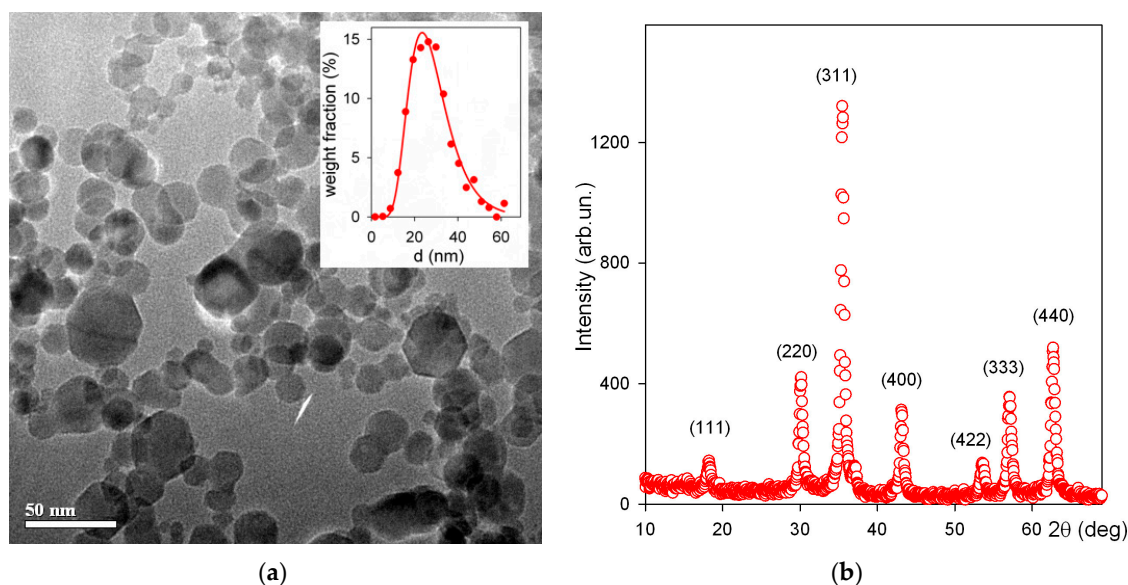 15
10
5
0
weight fraction (%)
0 20 40 60
d (nm)
50 nm
(a)
1200
800
400
0
Intensity (arb.un.)
(111)
(220)
(311)
(400)
(422)
(333)
(440)
10 20 30 40 50 60 2θ (deg)
(b)